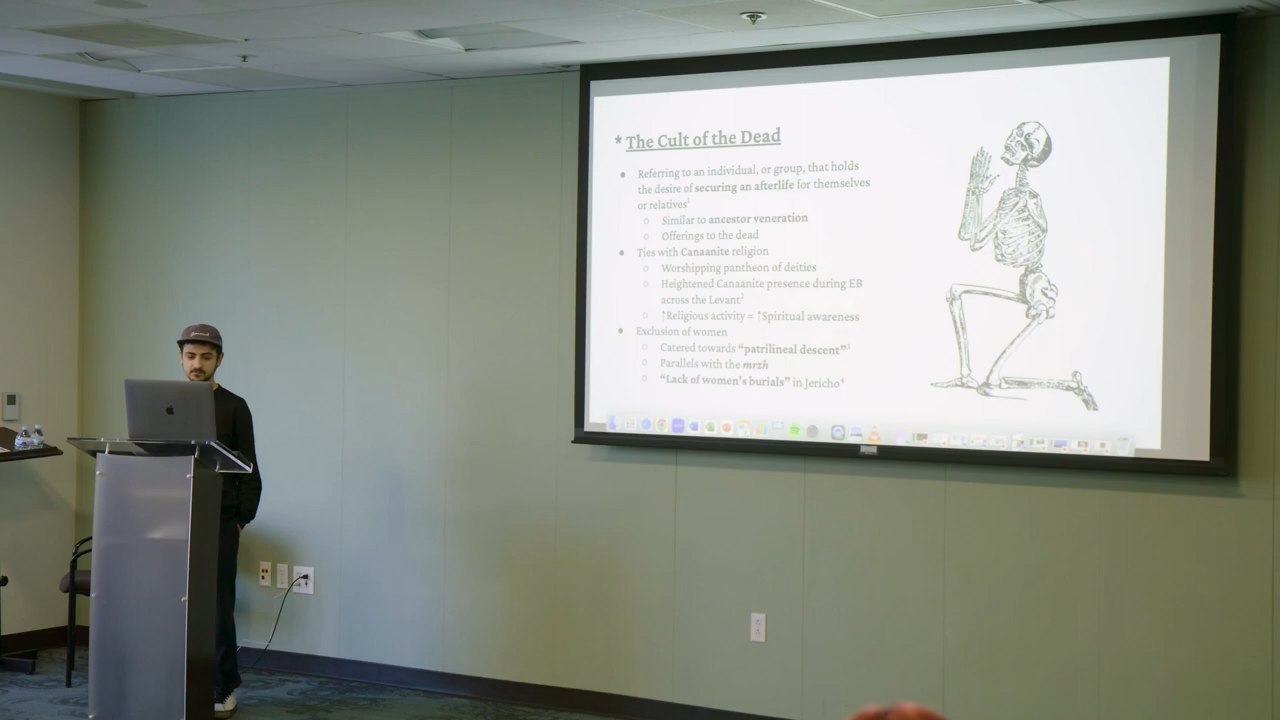 * The Cult of the Dead
● Referring to an individual, or group, that holds
the desire of securing an afterlife for themselves
or relatives¹
○ Similar to ancestor veneration
○ Offerings to the dead
● Ties with Canaanite religion
○ Worshipping pantheon of deities
○ Heightened Canaanite presence during EB
across the Levant²
○ ↑Religious activity = ↑Spiritual awareness
● Exclusion of women
○ Catered towards “patrilineal descent”³
○ Parallels with the mrzh
○ “Lack of women's burials” in Jericho⁴